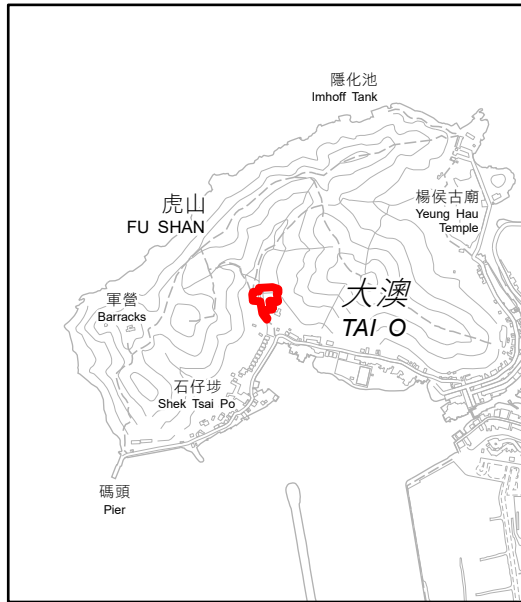 隱化池
Imhoff Tank
楊侯古廟
Yeung Hau
Temple
虎山
FU SHAN
大澳
TAI O
軍營
Barracks
石仔埗
Shek Tsai Po
碼頭
Pier